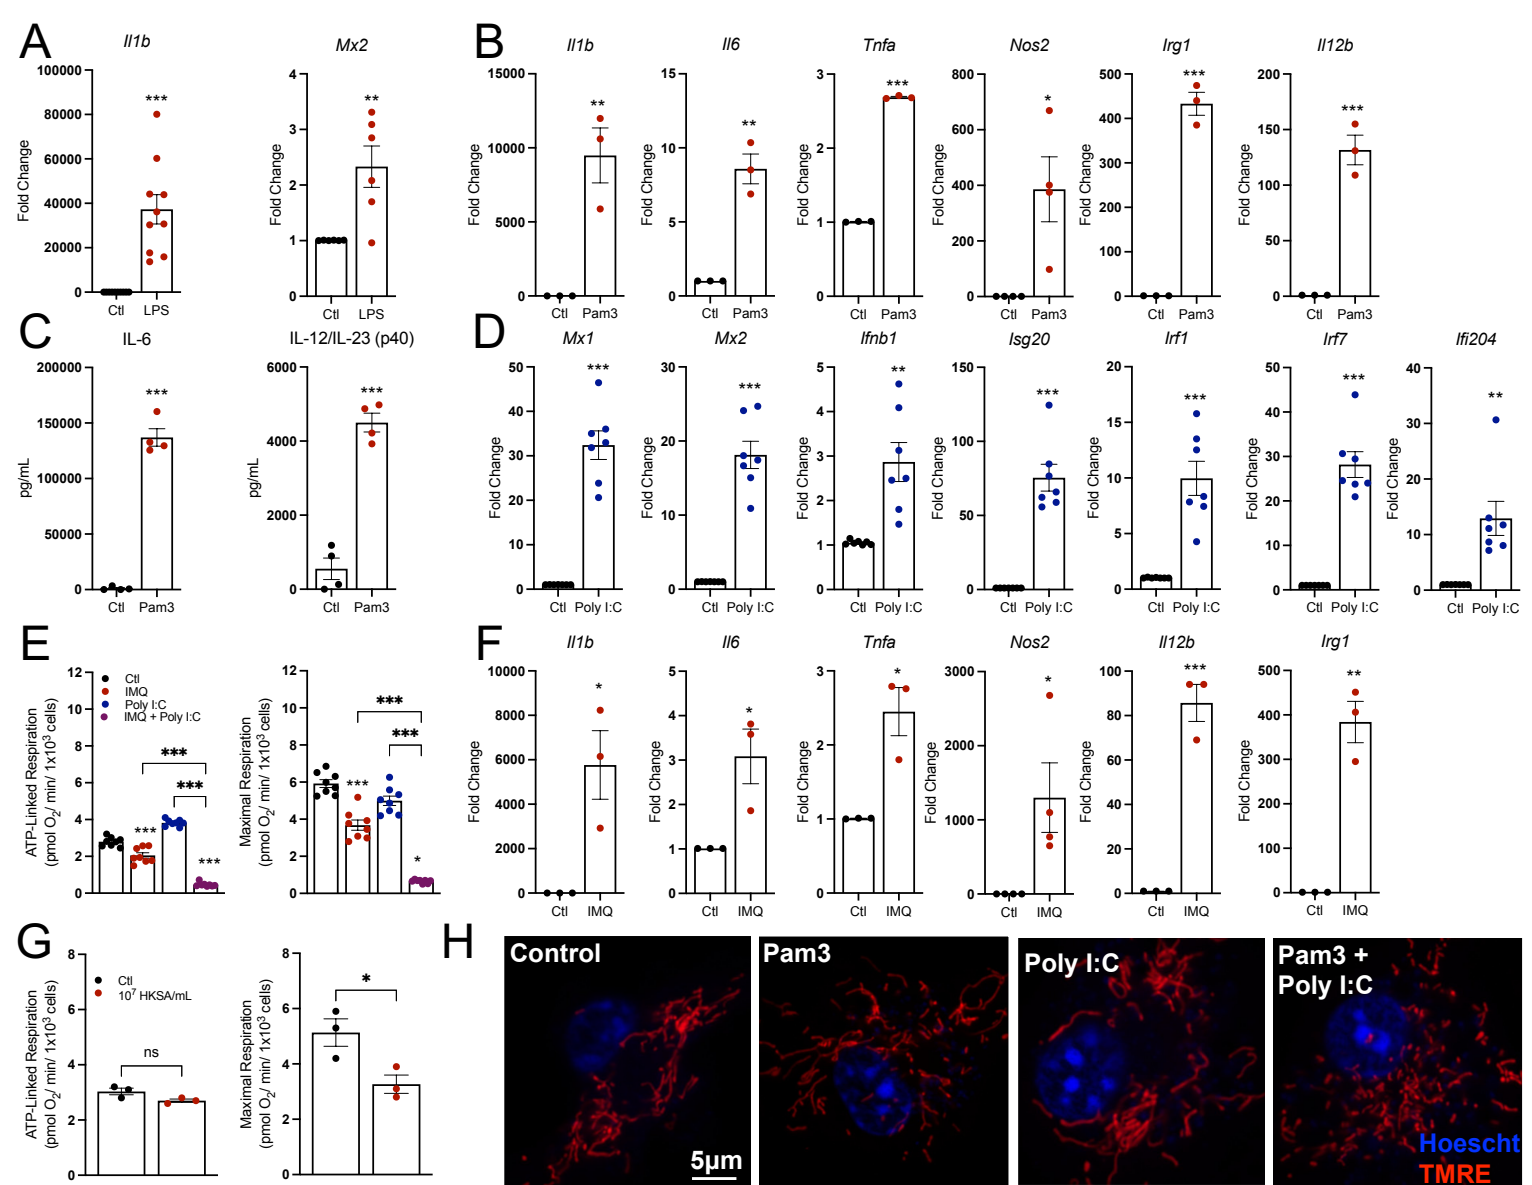 A
Il1b
Fold Change
100000
80000
60000
40000
20000
0
***
Ctl
LPS
Mx2
Fold Change
4
3
2
1
0
**
Ctl
LPS
B
Il1b
Fold Change
15000
10000
5000
0
**
Ctl
Pam3
Il6
Fold Change
15
10
5
0
**
Ctl
Pam3
Tnfa
Fold Change
3
2
1
0
***
Ctl
Pam3
Nos2
Fold Change
800
600
400
200
0
*
Ctl
Pam3
Irg1
Fold Change
500
400
300
200
100
0
***
Ctl
Pam3
Il12b
Fold Change
200
150
100
50
0
***
Ctl
Pam3
C
IL-6
pg/mL
200000
150000
100000
50000
0
***
Ctl
Pam3
IL-12/IL-23 (p40)
pg/mL
6000
4000
2000
0
***
Ctl
Pam3
D
Mx1
Fold Change
50
40
30
20
10
0
***
Ctl
Poly I:C
Mx2
Fold Change
30
20
10
0
***
Ctl
Poly I:C
Ifnb1
Fold Change
5
4
3
2
1
0
**
Ctl
Poly I:C
Isg20
Fold Change
150
100
50
0
***
Ctl
Poly I:C
Irf1
Fold Change
20
15
10
5
0
***
Ctl
Poly I:C
Irf7
Fold Change
50
40
30
20
10
0
***
Ctl
Poly I:C
Ifi204
Fold Change
40
30
20
10
0
**
Ctl
Poly I:C
E
ATP-Linked Respiration
(pmol O2/ min/ 1x10³ cells)
12
10
8
6
4
2
0
Ctl
IMQ
Poly I:C
IMQ + Poly I:C
***
***
***
***
Maximal Respiration
(pmol O2/ min/ 1x10³ cells)
12
10
8
6
4
2
0
***
***
***
*
F
Il1b
Fold Change
10000
8000
6000
4000
2000
0
*
Ctl
IMQ
Il6
Fold Change
5
4
3
2
1
0
*
Ctl
IMQ
Tnfa
Fold Change
3
2
1
0
*
Ctl
IMQ
Nos2
Fold Change
3000
2000
1000
0
*
Ctl
IMQ
Il12b
Fold Change
100
80
60
40
20
0
***
Ctl
IMQ
Irg1
Fold Change
500
400
300
200
100
0
**
Ctl
IMQ
G
ATP-Linked Respiration
(pmol O2/ min/ 1x10³ cells)
8
6
4
2
0
Ctl
10⁷ HKSA/mL
ns
Maximal Respiration
(pmol O2/ min/ 1x10³ cells)
8
6
4
2
0
*
H
Control
5µm
Pam3
Poly I:C
Pam3 +
Poly I:C
Hoescht
TMRE